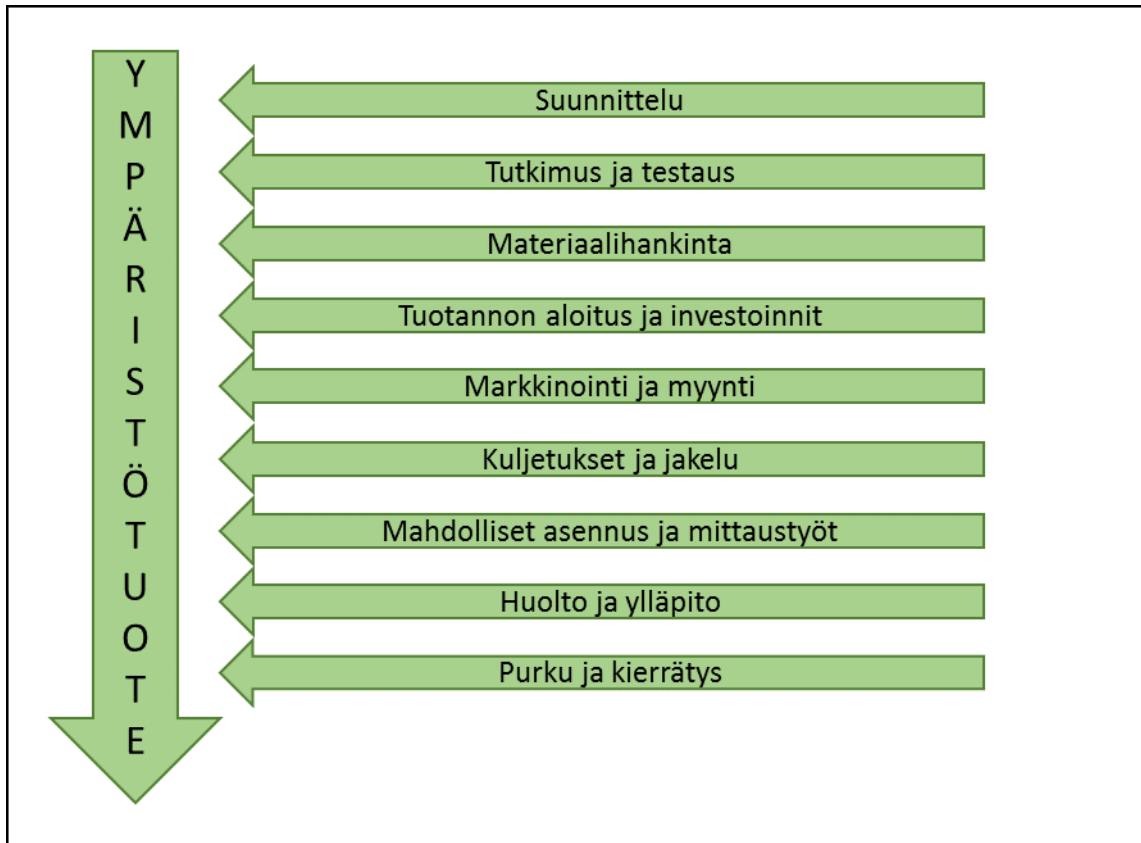 YMPÄRISTÖTUOTE
Suunnittelu
Tutkimus ja testaus
Materiaalihankinta
Tuotannon aloitus ja investoinnit
Markkinointi ja myynti
Kuljetukset ja jakelu
Mahdolliset asennus ja mittaustyöt
Huolto ja ylläpito
Purku ja kierrätys